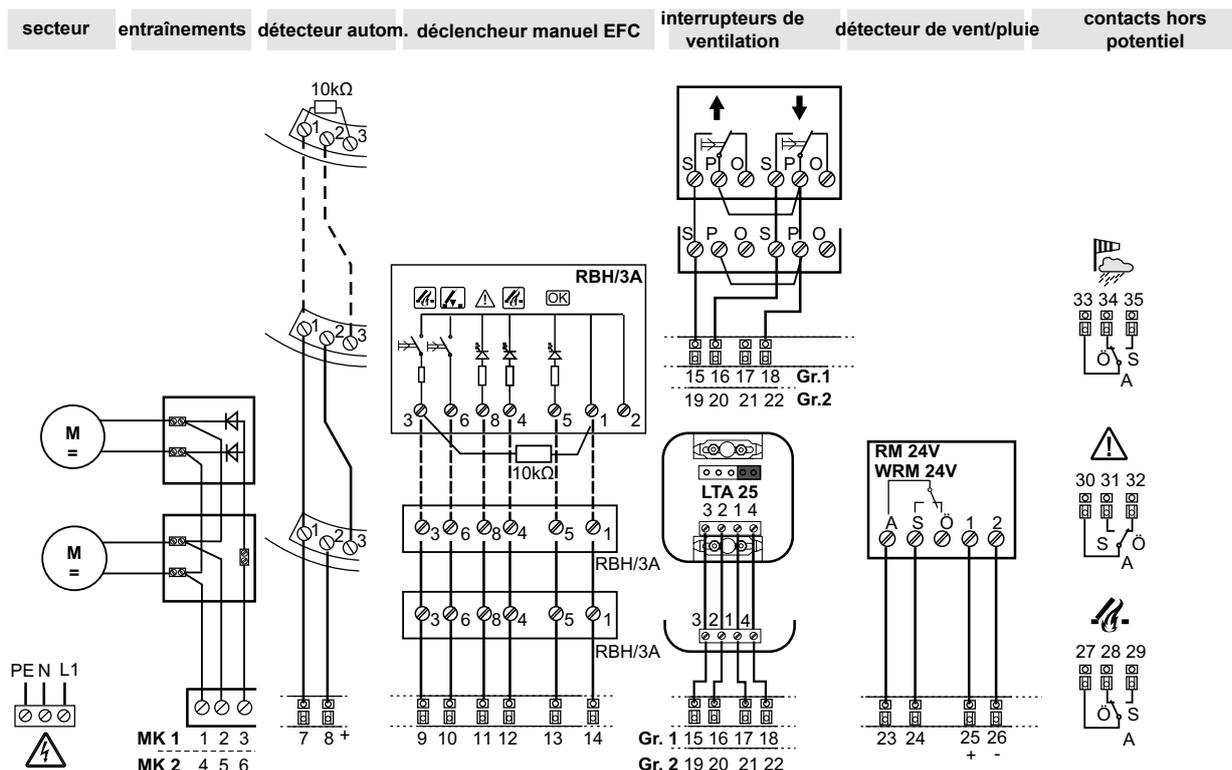 secteur
entraînements
détecteur autom.
déclencheur manuel EFC
interrupteurs de
ventilation
détecteur de vent/pluie
contacts hors
potentiel
10kΩ
1 2 3
1 2 3
1 2 3
7 8 +
M
=
M
=
PE N L1
MK 1 1 2 3
MK 2 4 5 6
RBH/3A
OK
3 6 8 4 5 1 2
10kΩ
3 6 8 4 5 1
RBH/3A
3 6 8 4 5 1
RBH/3A
9 10 11 12 13 14
S P O S P O
S P O S P O
15 16 17 18 Gr.1
19 20 21 22 Gr.2
LTA 25
3 2 1 4
3 2 1 4
Gr. 1 15 16 17 18
Gr. 2 19 20 21 22
RM 24V
WRM 24V
A S Ö 1 2
23 24 25 26
+ -
33 34 35
Ö S
A
30 31 32
S Ö
A
27 28 29
Ö S
A